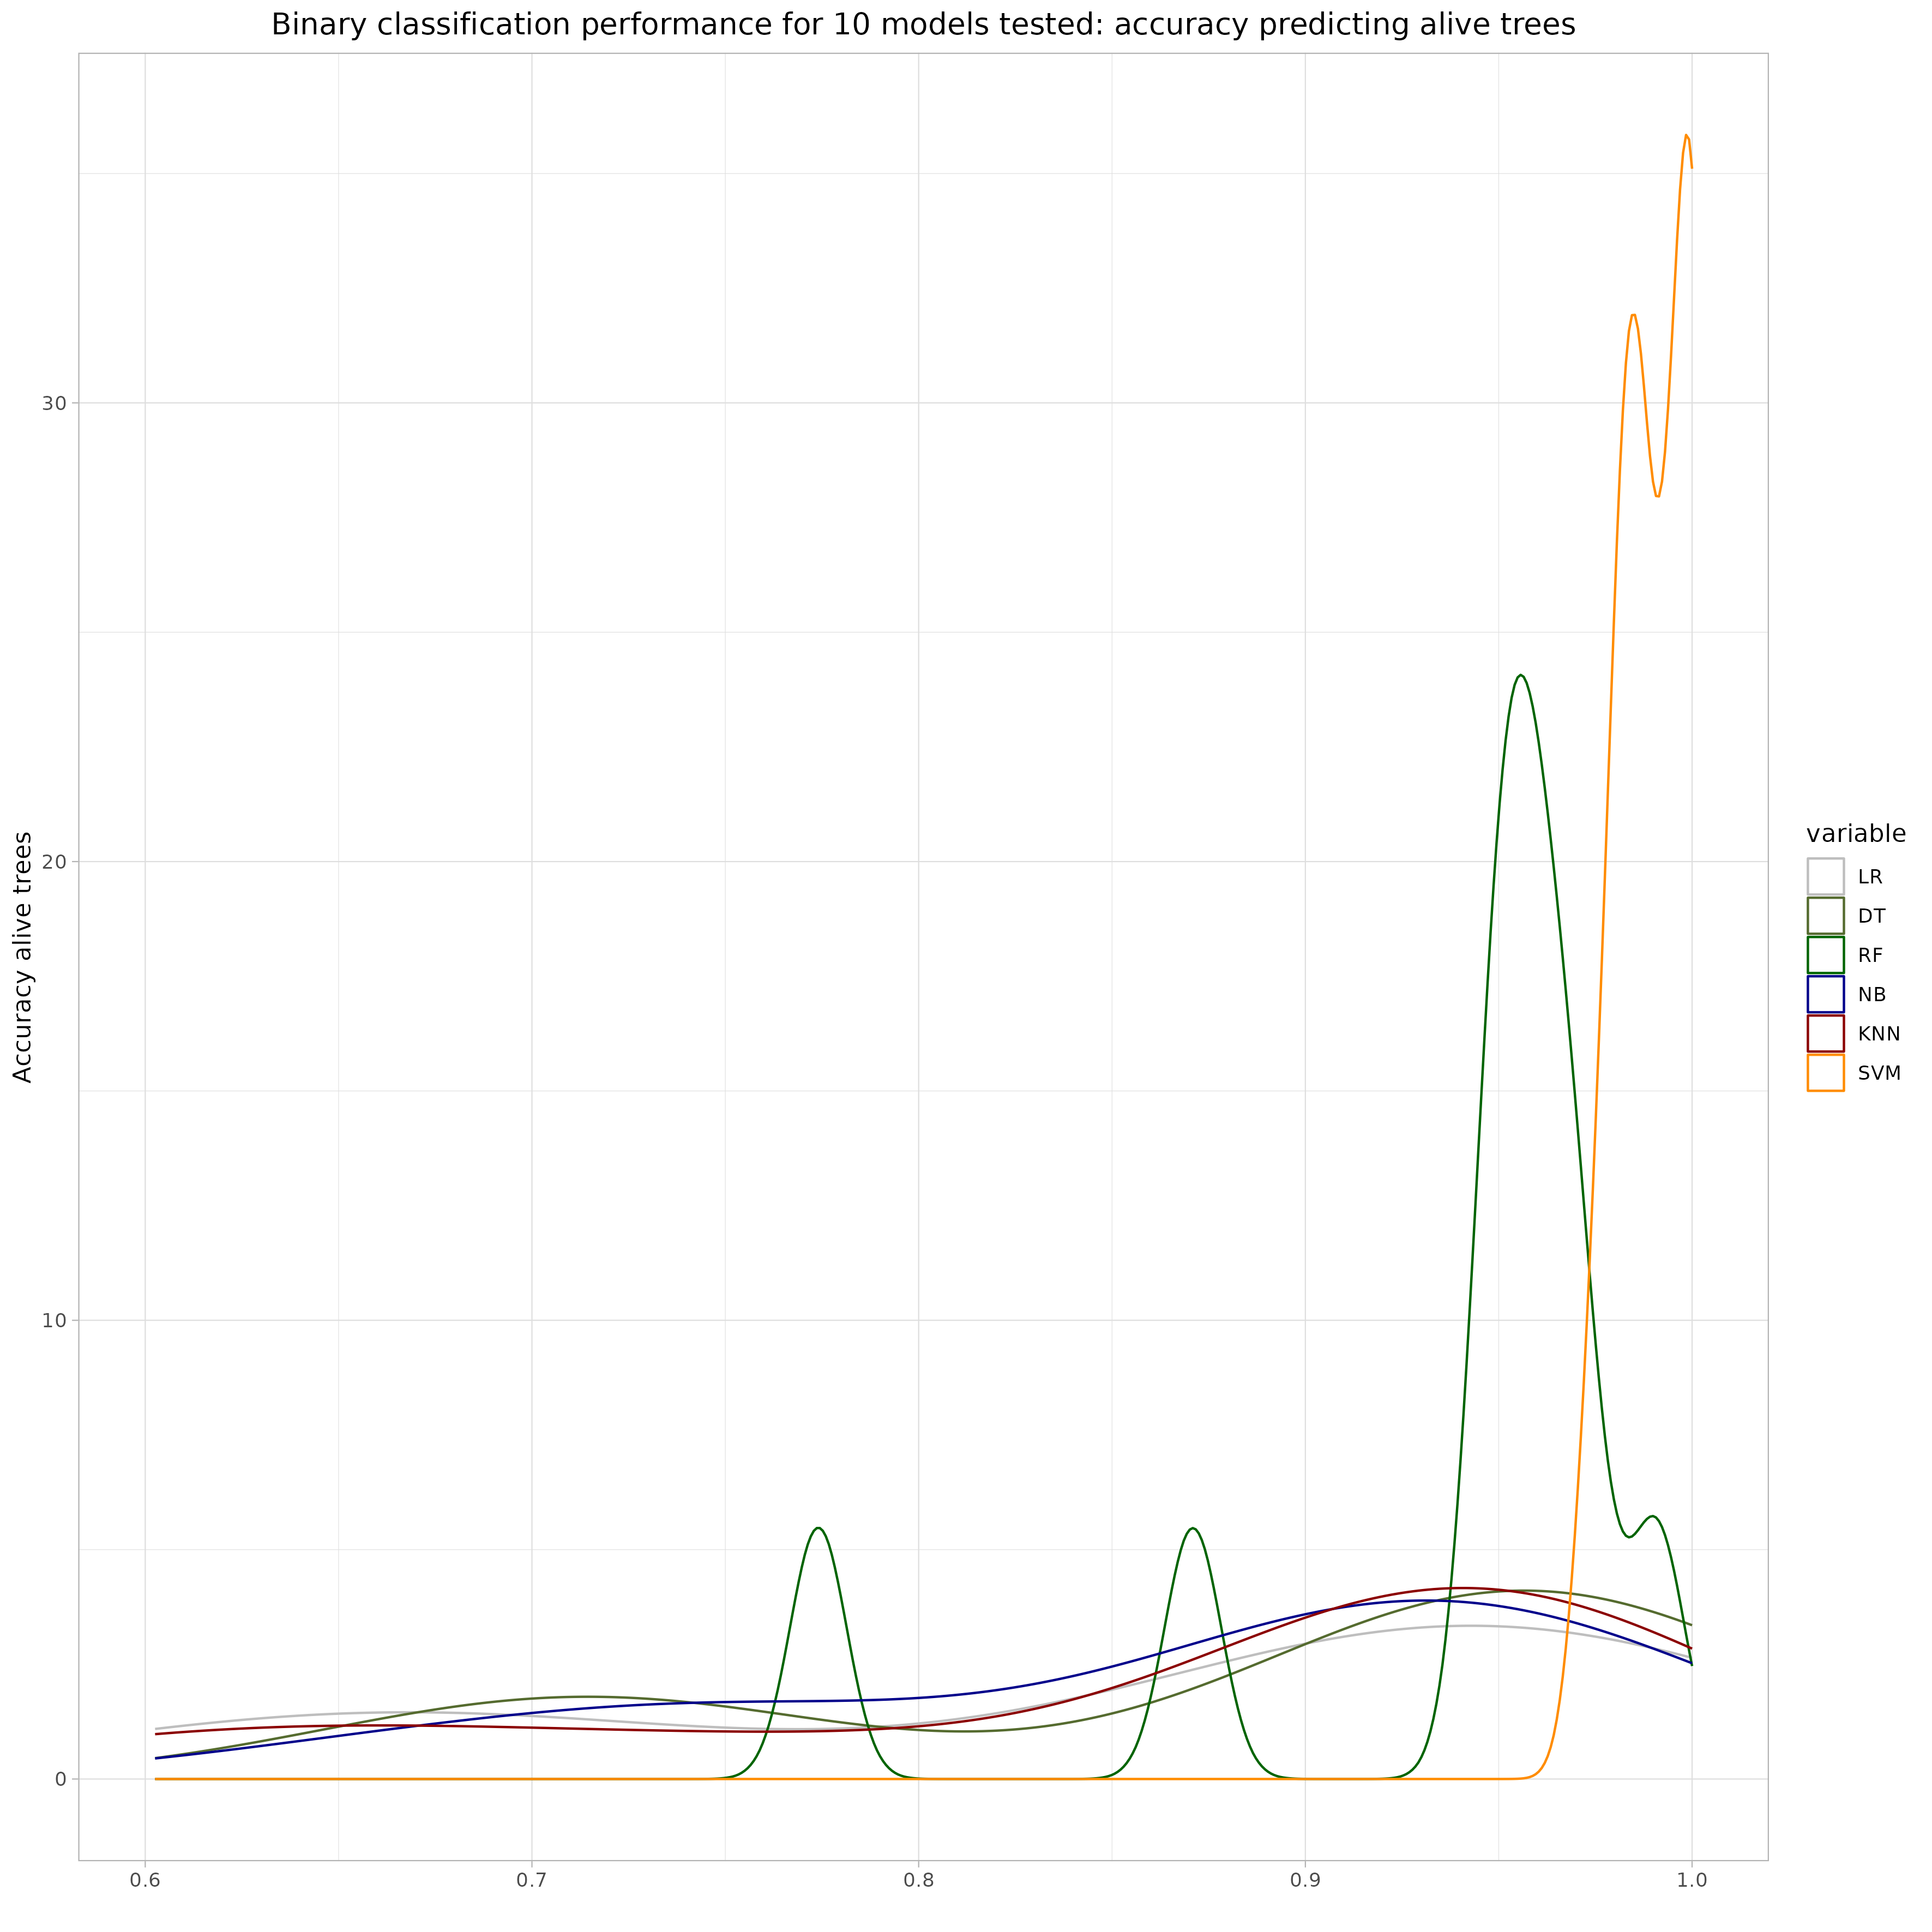 Binary classification performance for 10 models tested: accuracy predicting alive trees
Accuracy alive trees
30
20
10
0
0.6
0.7
0.8
0.9
1.0
variable
LR
DT
RF
NB
KNN
SVM